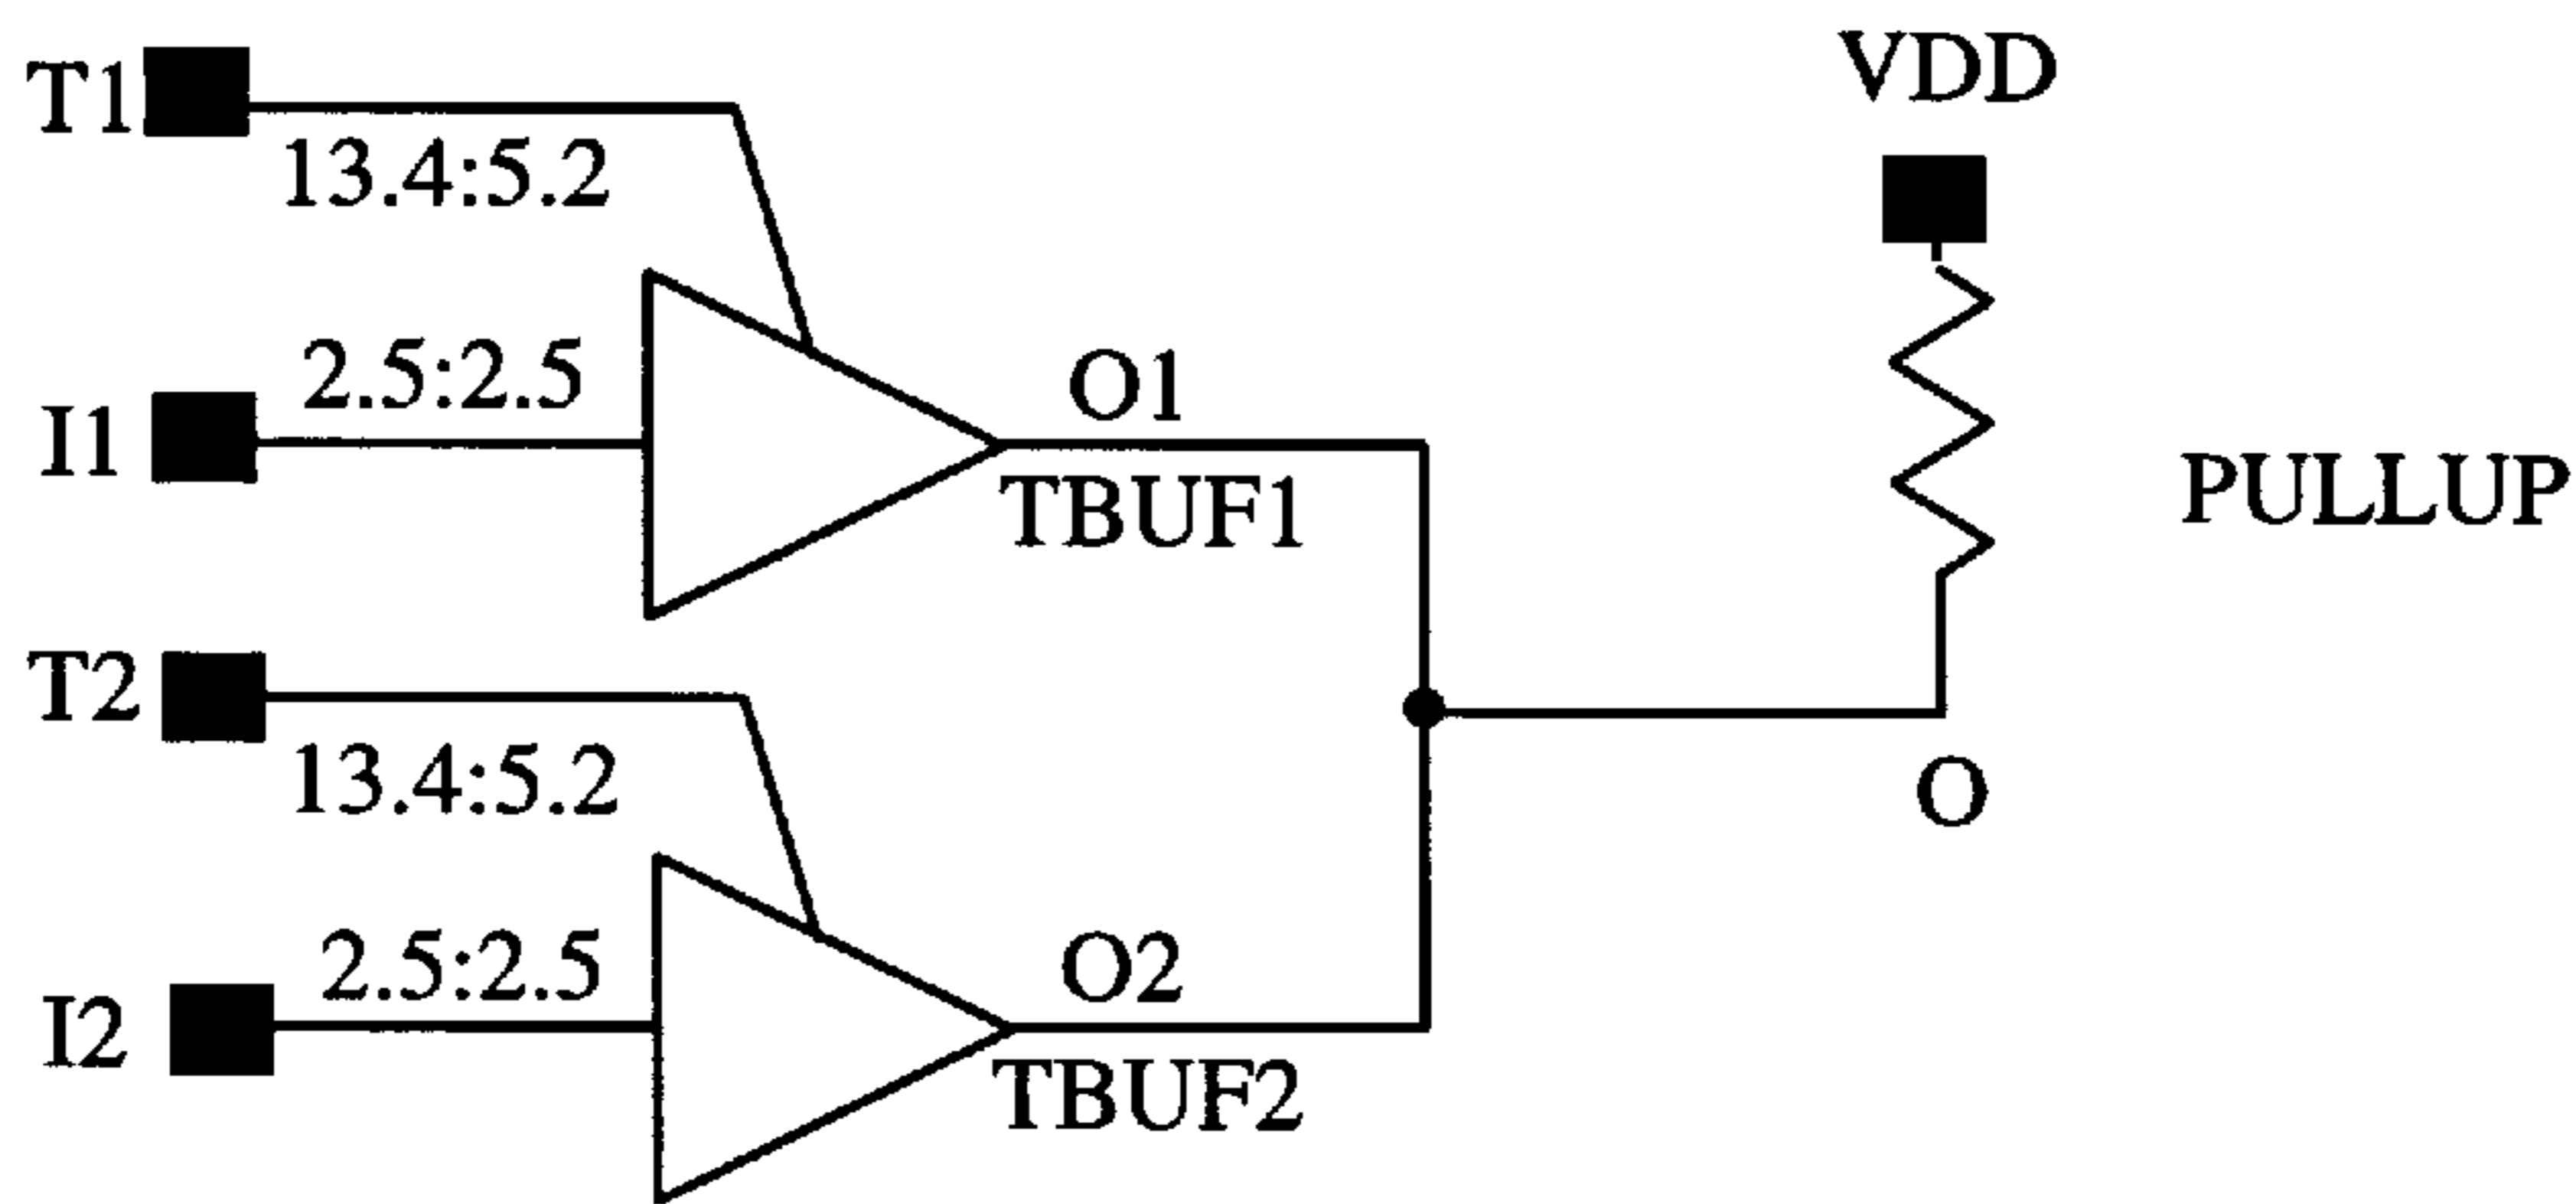 T1
13.4:5.2
VDD
I1
2.5:2.5
O1
TBUF1
PULLUP
T2
13.4:5.2
O
I2
2.5:2.5
O2
TBUF2